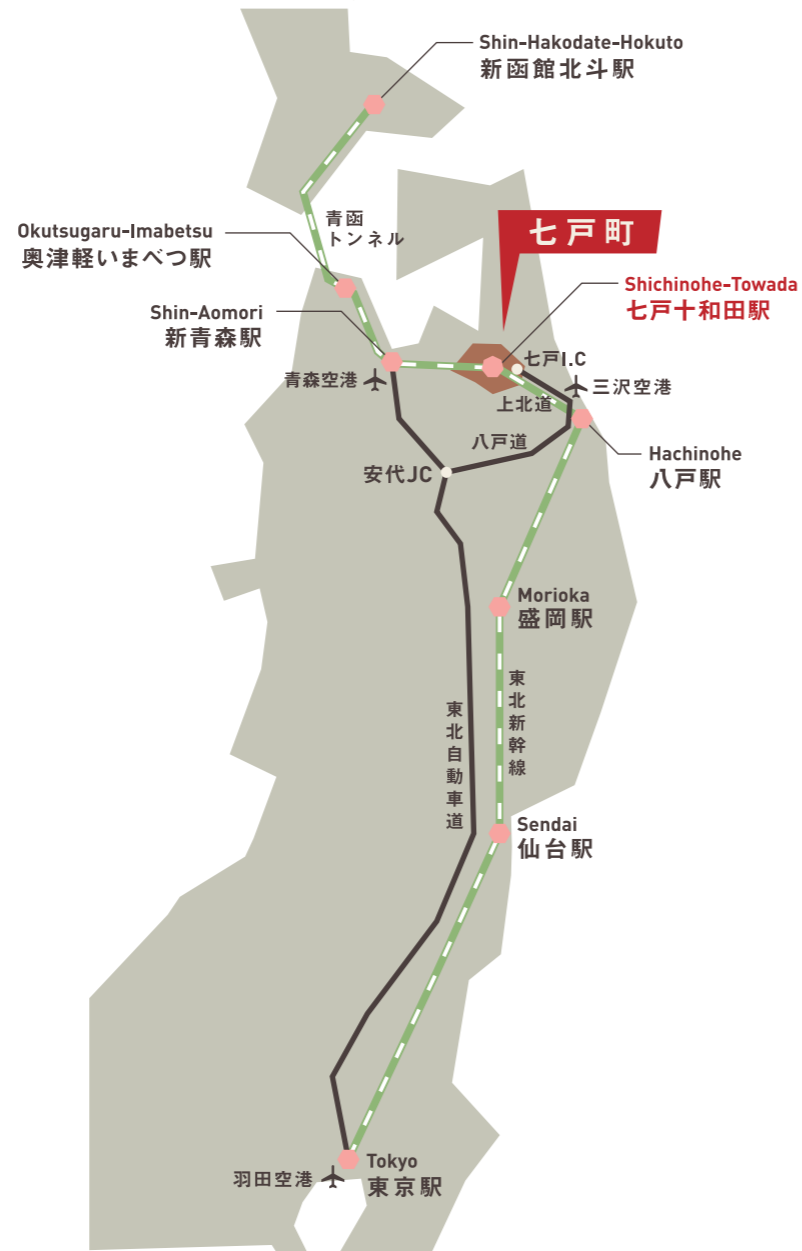 Shin-Hakodate-Hokuto
新函館北斗駅
青函
トンネル
七戸町
Okutsugaru-Imabetsu
奥津軽いまべつ駅
Shichinohe-Towada
七戸十和田駅
Shin-Aomori
新青森駅
七戸I.C
青森空港
三沢空港
上北道
八戸道
Hachinohe
八戸駅
安代JC
Morioka
盛岡駅
東北新幹線
東北自動車道
Sendai
仙台駅
Tokyo
東京駅
羽田空港